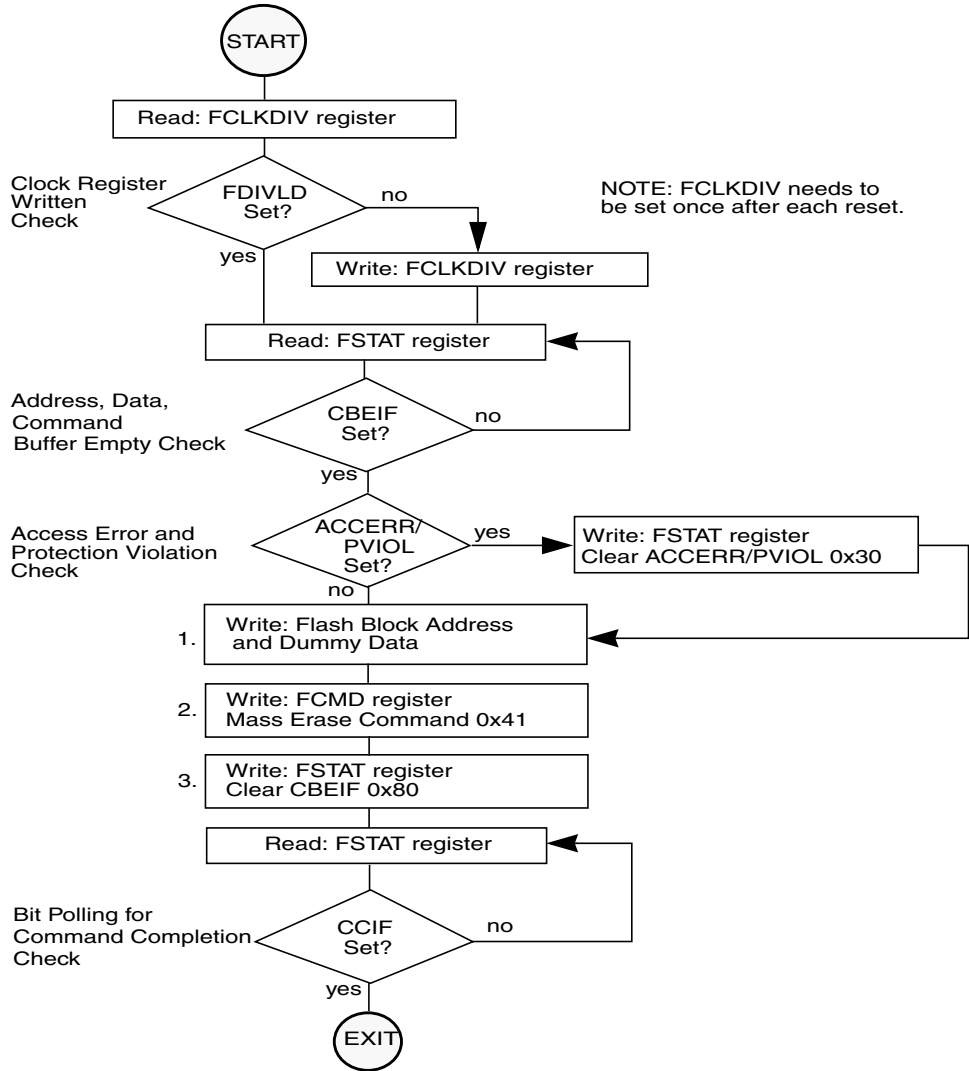 START
Read: FCLKDIV register
Clock Register
Written
Check
FDIVLD
Set?
no
yes
NOTE: FCLKDIV needs to
be set once after each reset.
Write: FCLKDIV register
Read: FSTAT register
Address, Data,
Command
Buffer Empty Check
CBEIF
Set?
no
yes
Access Error and
Protection Violation
Check
ACCERR/
PVIOL
Set?
yes
no
Write: FSTAT register
Clear ACCERR/PVIOL 0x30
1.
Write: Flash Block Address
and Dummy Data
2.
Write: FCMD register
Mass Erase Command 0x41
3.
Write: FSTAT register
Clear CBEIF 0x80
Read: FSTAT register
Bit Polling for
Command Completion
Check
CCIF
Set?
no
yes
EXIT